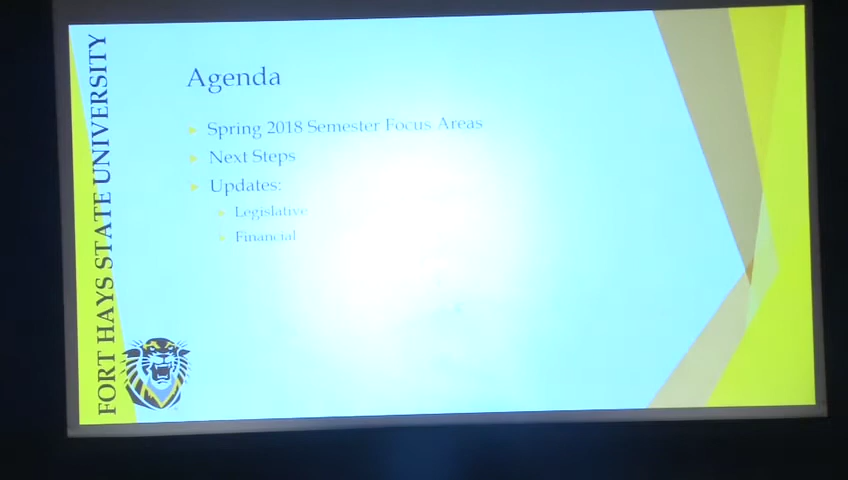 FORT HAYS STATE UNIVERSITY
Agenda
Spring 2018 Semester Focus Areas
Next Steps
Updates:
Legislative
Financial